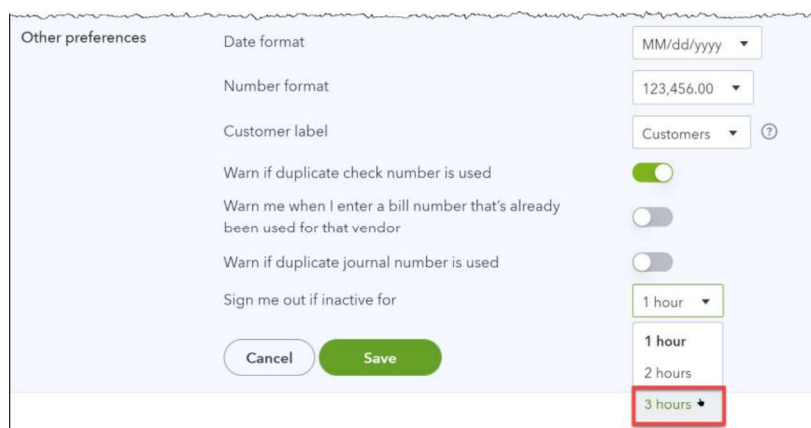 Other preferences
Date format
MM/dd/yyyy
Number format
123,456.00
Customer label
Customers
?
Warn if duplicate check number is used
Warn me when I enter a bill number that's already
been used for that vendor
Warn if duplicate journal number is used
Sign me out if inactive for
1 hour
1 hour
2 hours
3 hours
Cancel
Save